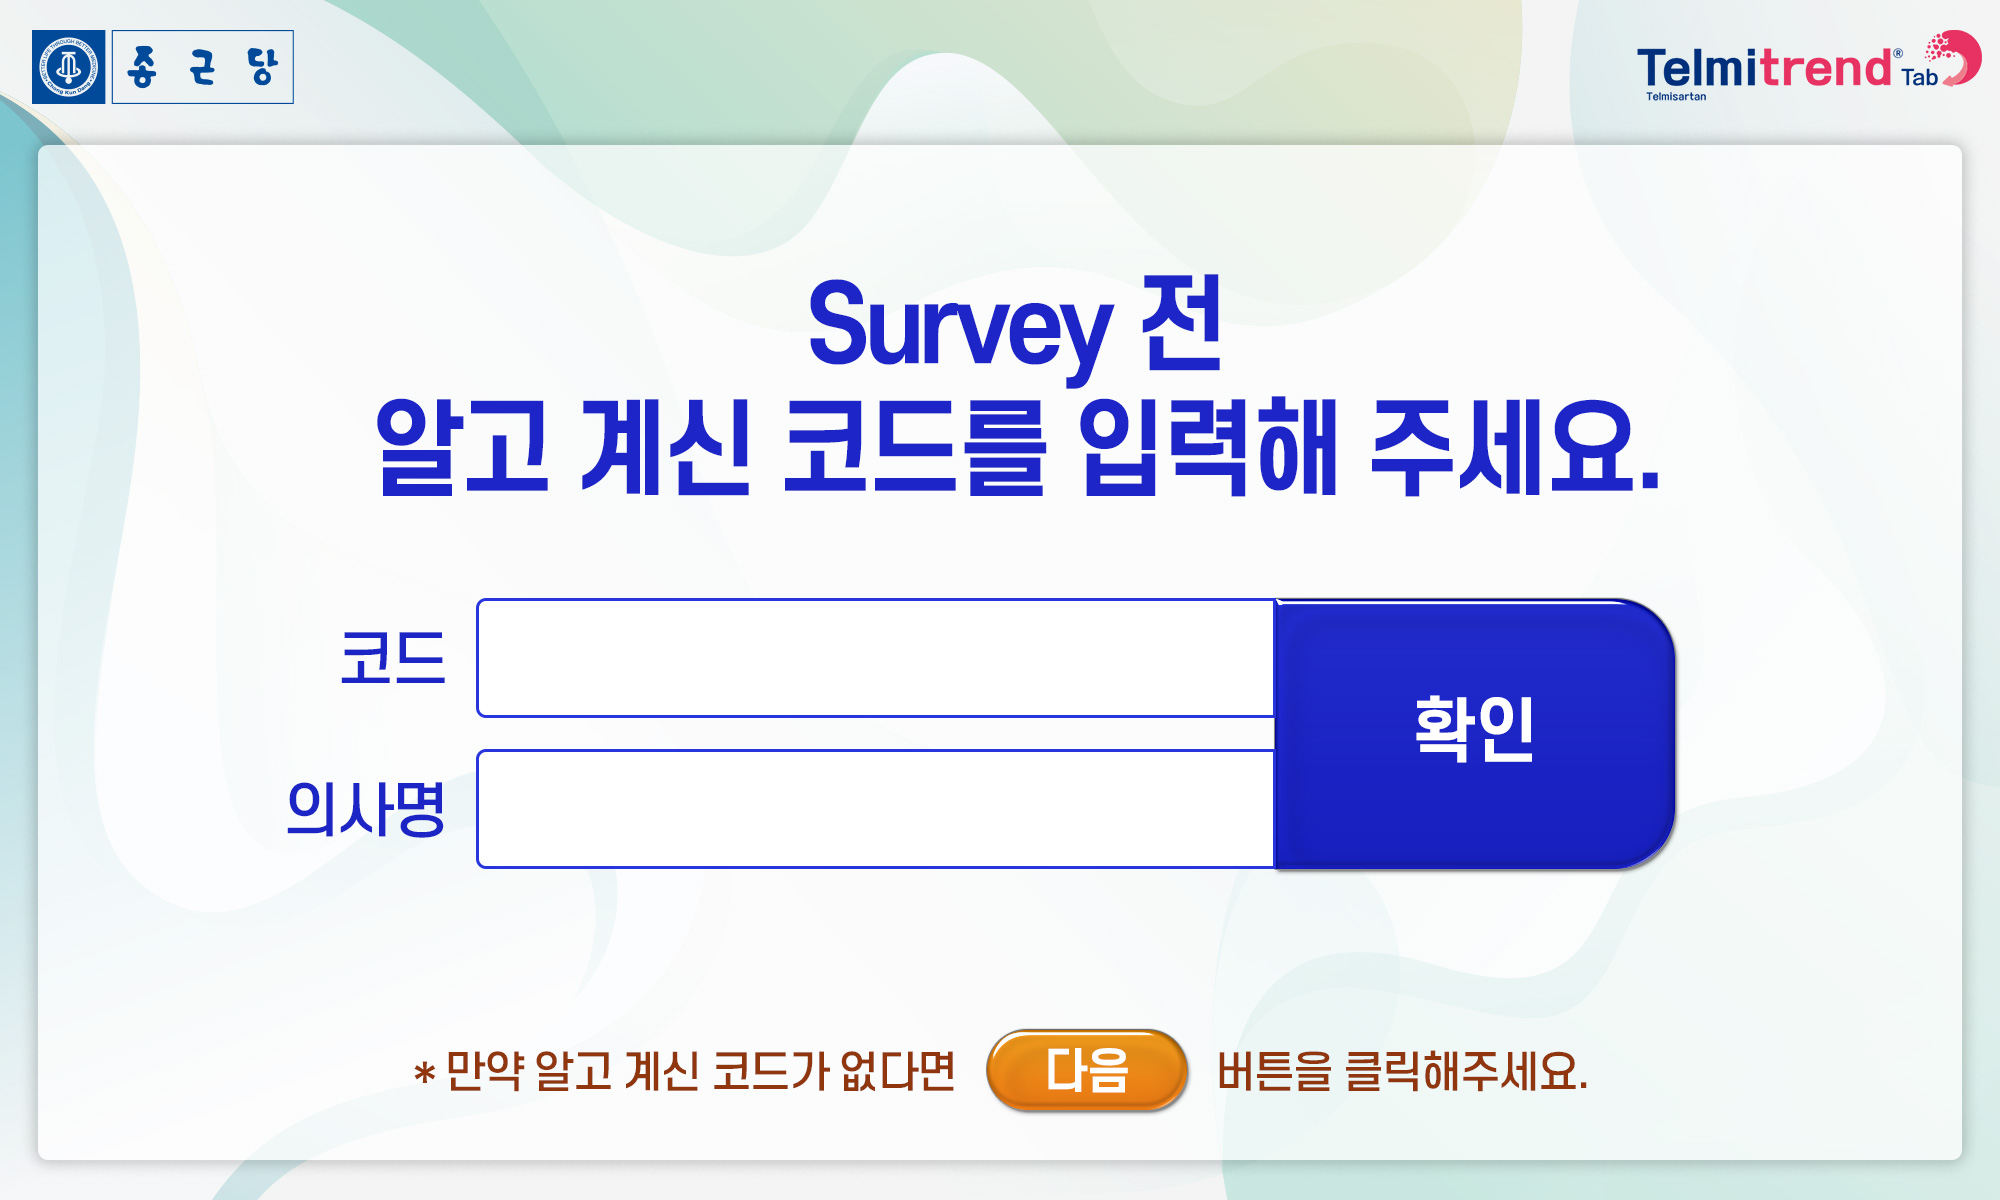 종근당
Telmitrend® Tab
Telmisartan
Survey 전
알고 계신 코드를 입력해 주세요.
코드
확인
의사명
* 만약 알고 계신 코드가 없다면 다음 버튼을 클릭해주세요.